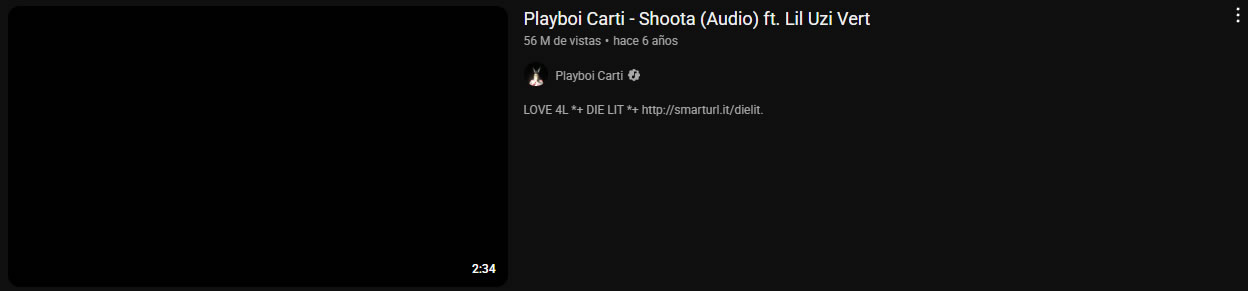 Playboi Carti - Shoota (Audio) ft. Lil Uzi Vert
56 M de vistas • hace 6 años
Playboi Carti
LOVE 4L *+ DIE LIT *+ http://smarturl.it/dielit.
2:34